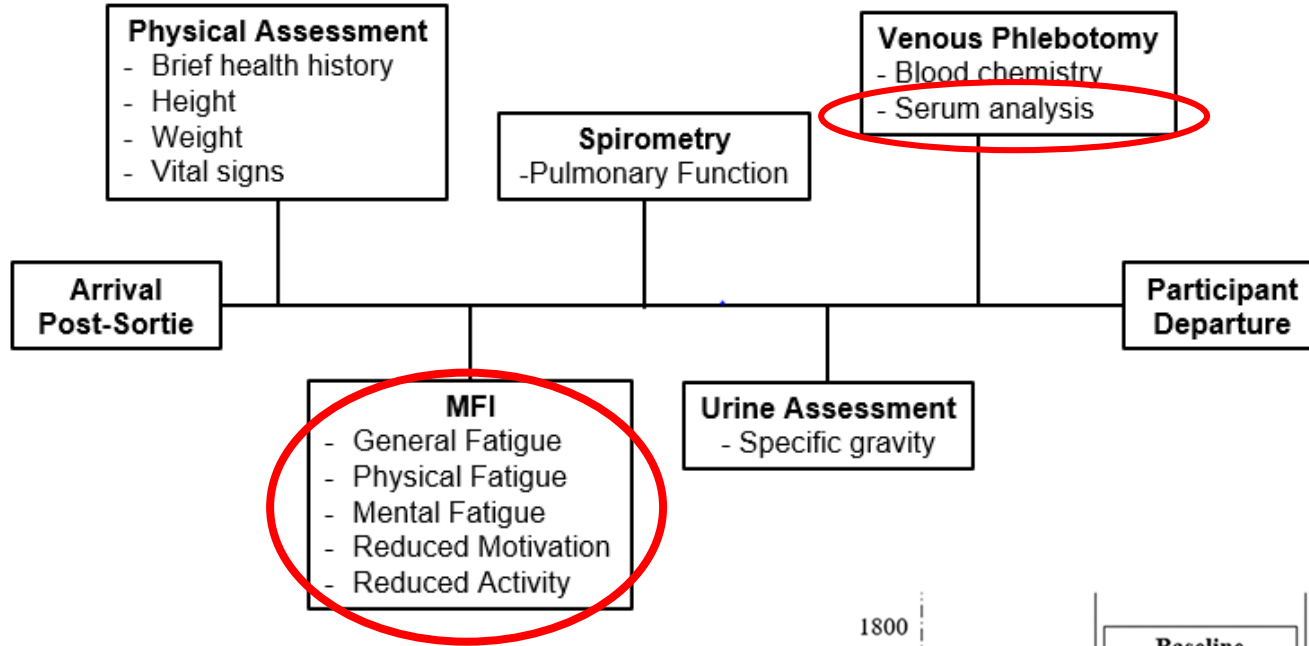 Physical Assessment
- Brief health history
- Height
- Weight
- Vital signs
Spirometry
-Pulmonary Function
Venous Phlebotomy
- Blood chemistry
- Serum analysis
Arrival
Post-Sortie
Participant
Departure
MFI
- General Fatigue
- Physical Fatigue
- Mental Fatigue
- Reduced Motivation
- Reduced Activity
Urine Assessment
- Specific gravity
1800
Baseline